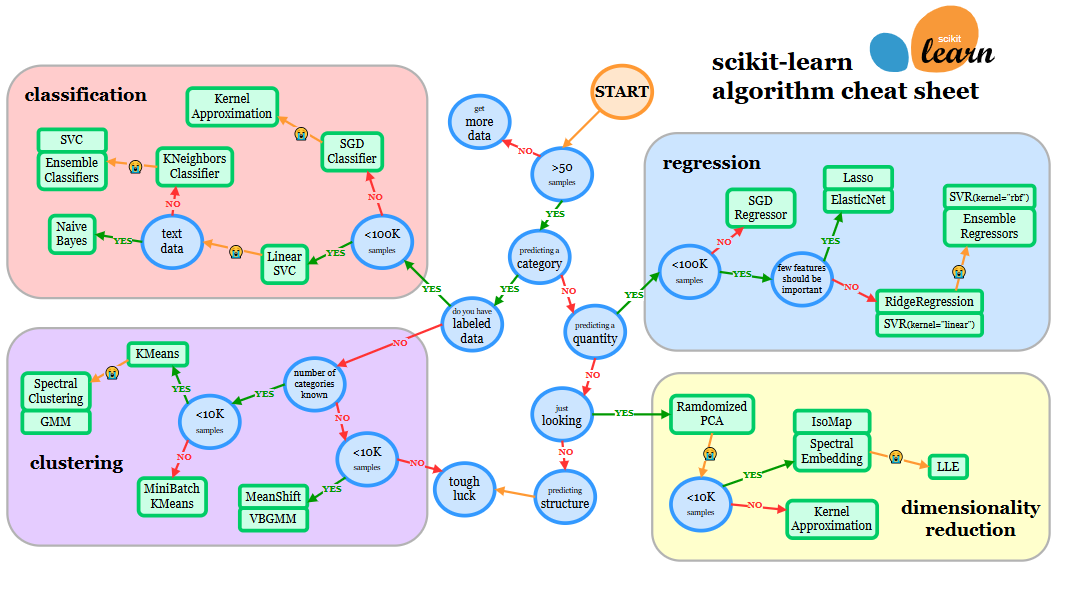 scikit
learn
scikit-learn
algorithm cheat sheet
classification
Kernel
Approximation
SVC
Ensemble
Classifiers
KNeighbors
Classifier
SGD
Classifier
NO
NO
Naive
Bayes
YES
text
data
Linear
SVC
YES
<100K
samples
START
get
more
data
NO
>50
samples
YES
predicting a
category
YES
NO
do you have
labeled
data
YES
NO
predicting a
quantity
YES
NO
just
looking
YES
NO
predicting
structure
tough
luck
regression
SGD
Regressor
Lasso
ElasticNet
SVR(kernel="rbf")
Ensemble
Regressors
<100K
samples
NO
YES
few features
should be
important
YES
NO
RidgeRegression
SVR(kernel="linear")
clustering
KMeans
Spectral
Clustering
GMM
YES
<10K
samples
YES
number of
categories
known
NO
NO
MiniBatch
KMeans
<10K
samples
NO
YES
MeanShift
VBGMM
dimensionality
reduction
Randomized
PCA
IsoMap
Spectral
Embedding
LLE
<10K
samples
YES
NO
Kernel
Approximation